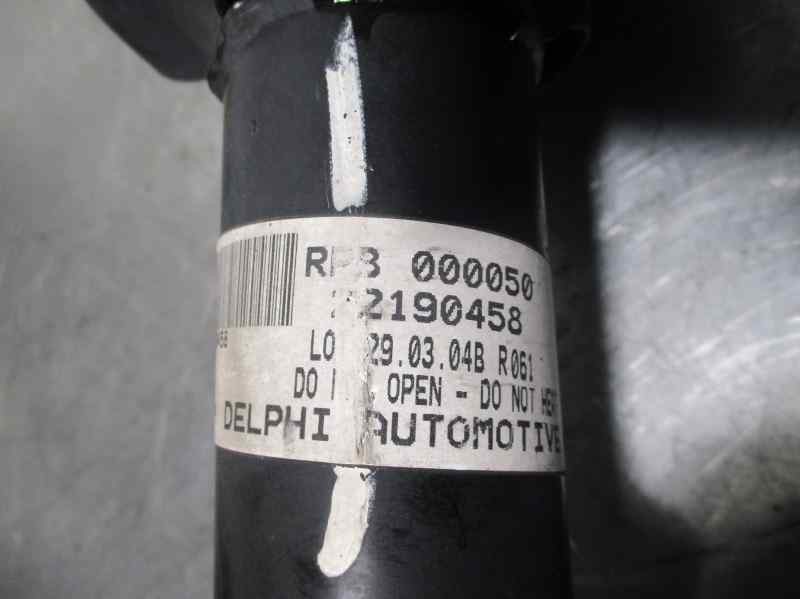 000050
2190458
29.03.04B R061
OPEN - DO NOT
DELPHI AUTOMOTIVE